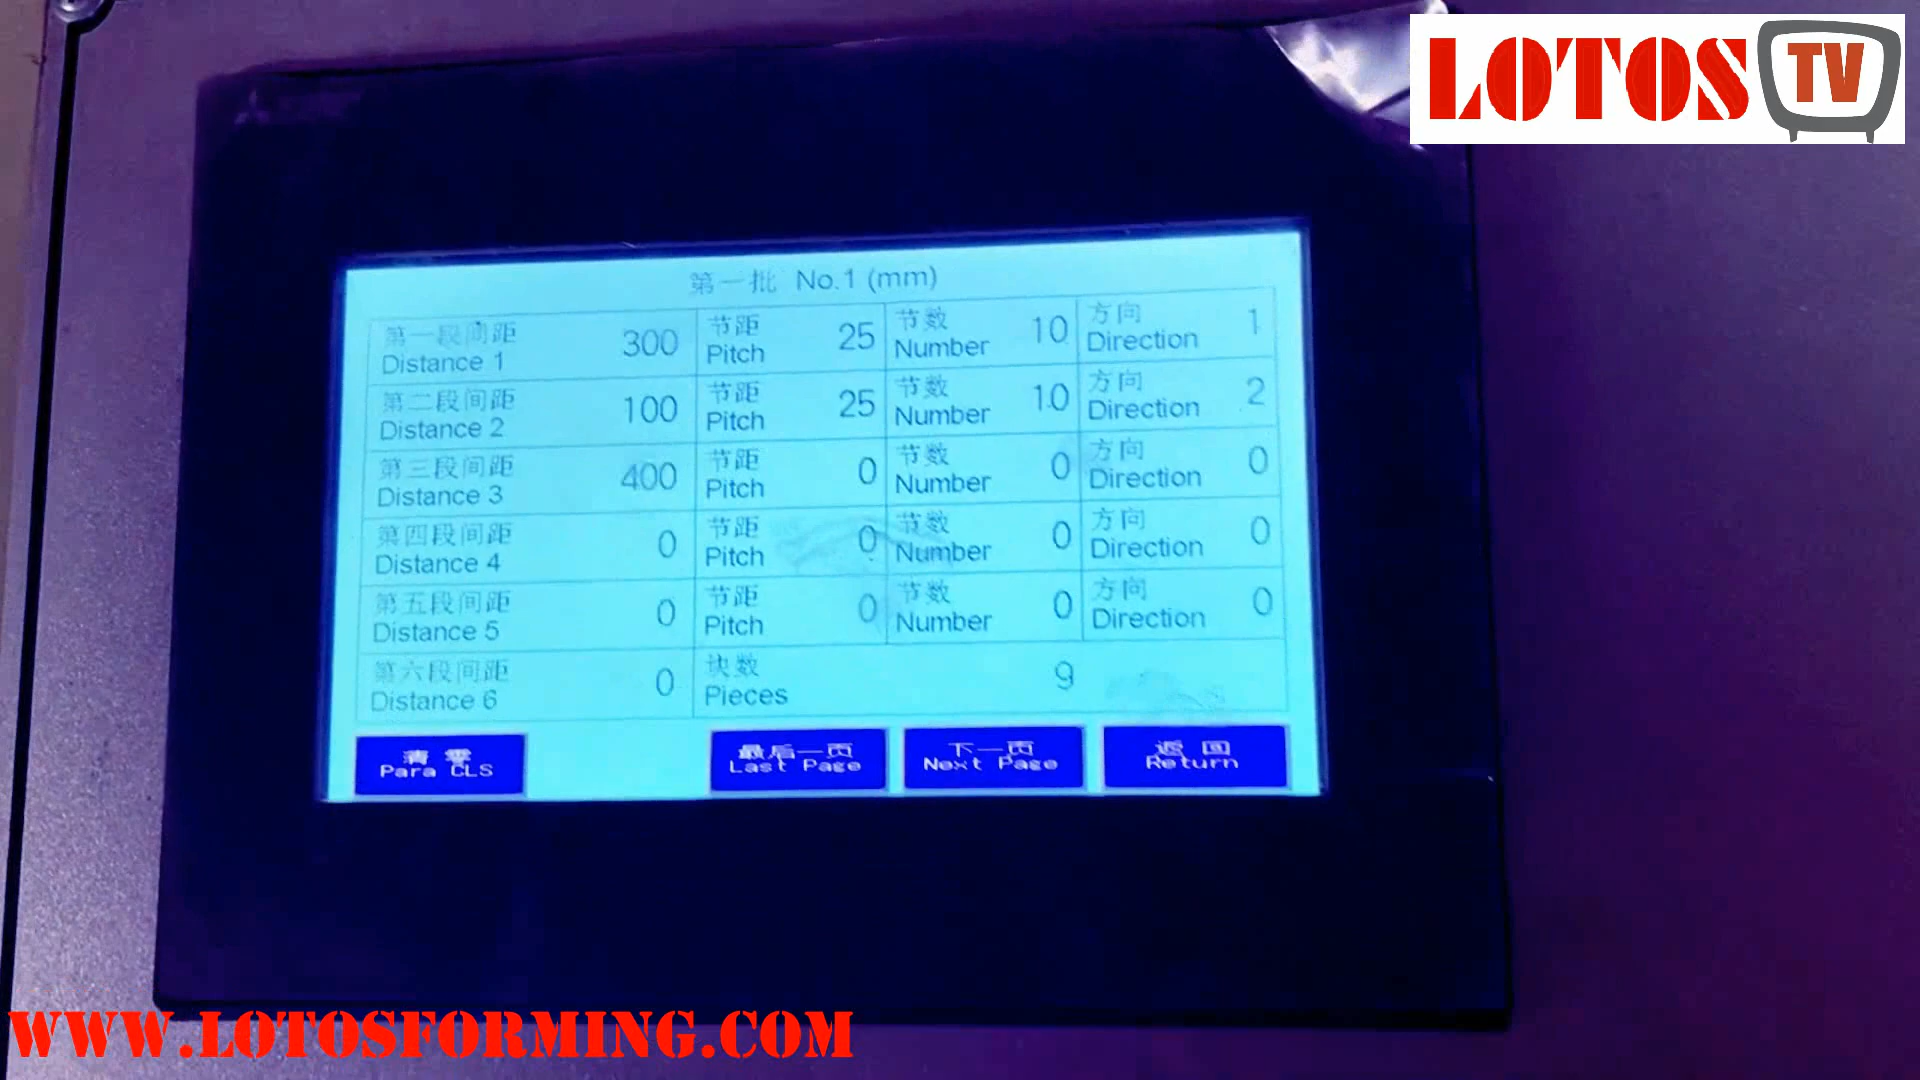 LOTOS TV
第一批 No.1 (mm)
第一段间距 300 节距 25 节数 10 方向 1
Distance 1 Pitch Number Direction
第二段间距 100 节距 25 节数 10 方向 2
Distance 2 Pitch Number Direction
第三段间距 400 节距 0 节数 0 方向 0
Distance 3 Pitch Number Direction
第四段间距 0 节距 0 节数 0 方向 0
Distance 4 Pitch Number Direction
第五段间距 0 节距 0 节数 0 方向 0
Distance 5 Pitch Number Direction
第六段间距 0 块数 9
Distance 6 Pieces
清零 最后一页 下一页 返回
Para CLS Last Page Next Page Return
WWW.LOTOSFORMING.COM